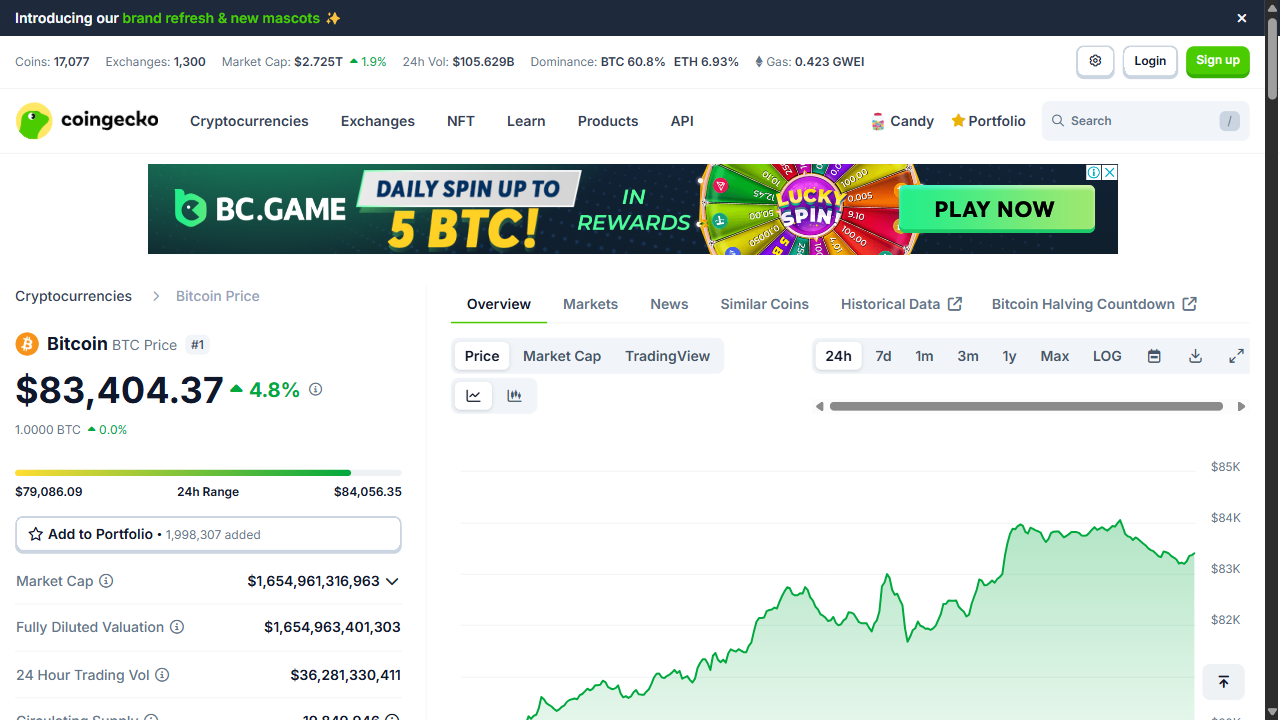 Introducing our brand refresh & new mascots ✨
Coins: 17,077 Exchanges: 1,300 Market Cap: $2.725T 1.9% 24h Vol: $105.629B Dominance: BTC 60.8% ETH 6.93% Gas: 0.423 GWEI
Login
Sign up
coingecko
Cryptocurrencies Exchanges NFT Learn Products API
Candy Portfolio
Search /
BC.GAME
DAILY SPIN UP TO
5 BTC!
IN
REWARDS
LUCK
SPIN!
PLAY NOW
Cryptocurrencies Bitcoin Price
Bitcoin BTC Price #1
$83,404.37 4.8%
1.0000 BTC 0.0%
$79,086.09 24h Range $84,056.35
Add to Portfolio • 1,998,307 added
Market Cap $1,654,961,316,963
Fully Diluted Valuation $1,654,963,401,303
24 Hour Trading Vol $36,281,330,411
Circulating Supply 19,849,046
Overview Markets News Similar Coins Historical Data Bitcoin Halving Countdown
Price Market Cap TradingView
24h 7d 1m 3m 1y Max LOG
$85K
$84K
$83K
$82K